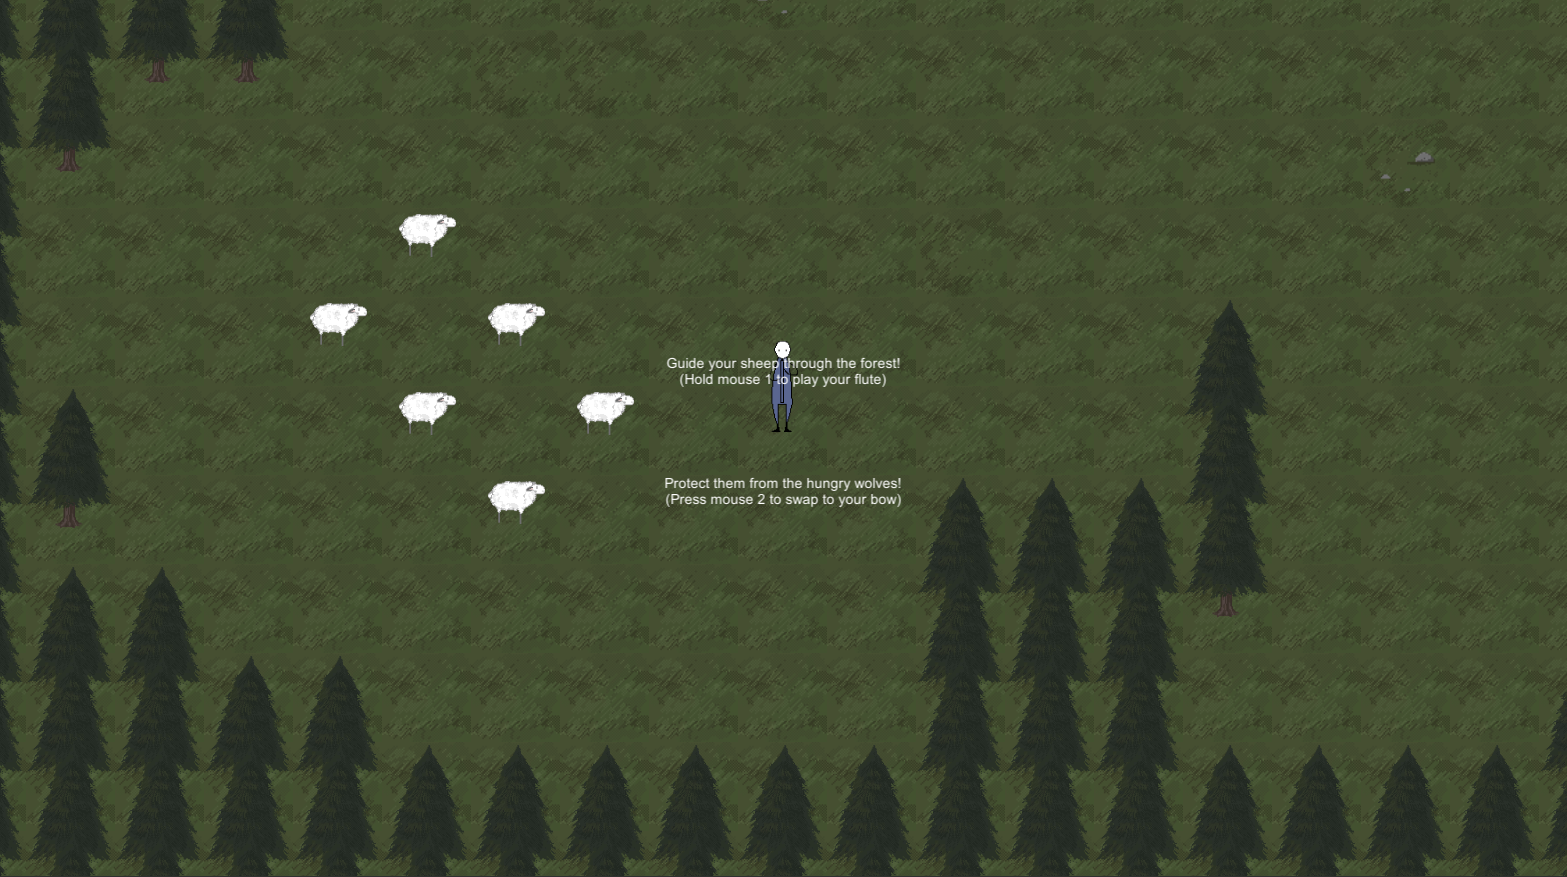 Guide your sheep through the forest!
(Hold mouse 1 to play your flute)
Protect them from the hungry wolves!
(Press mouse 2 to swap to your bow)